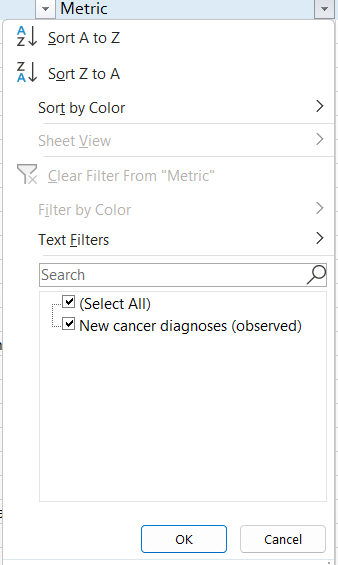 Metric
Sort A to Z
Sort Z to A
Sort by Color
Sheet View
Clear Filter From "Metric"
Filter by Color
Text Filters
Search
(Select All)
New cancer diagnoses (observed)
OK
Cancel